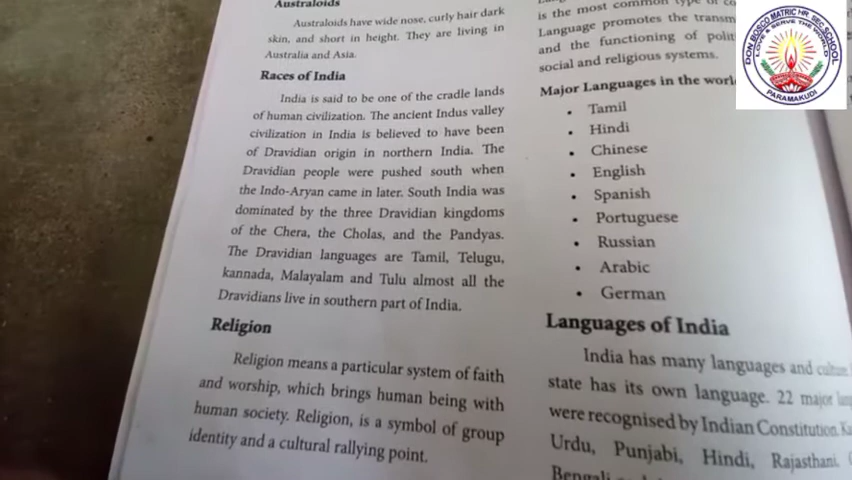 Australoids
Australoids have wide nose, curly hair dark
skin, and short in height. They are living in
Australia and Asia.
Races of India
India is said to be one of the cradle lands
of human civilization. The ancient Indus valley
civilization in India is believed to have been
of Dravidian origin in northern India. The
Dravidian people were pushed south when
the Indo-Aryan came in later. South India was
dominated by the three Dravidian kingdoms
of the Chera, the Cholas, and the Pandyas.
The Dravidian languages are Tamil, Telugu,
kannada, Malayalam and Tulu almost all the
Dravidians live in southern part of India.
Religion
Religion means a particular system of faith
and worship, which brings human being with
human society. Religion, is a symbol of group
identity and a cultural rallying point.
is the most common type of
Language promotes the
and the functioning of
social and religious systems.
Major Languages in the
• Tamil
• Hindi
• Chinese
• English
• Spanish
• Portuguese
• Russian
• Arabic
• German
Languages of India
India has many languages and
state has its own language. 22 major
were recognised by Indian Constitution.
Urdu, Punjabi, Hindi, Rajasthani,
Bengali
DON BOSCO MATRIC HR SEC SCHOOL
LOVE & SERVE THE WORLD
PARAMAKUDI